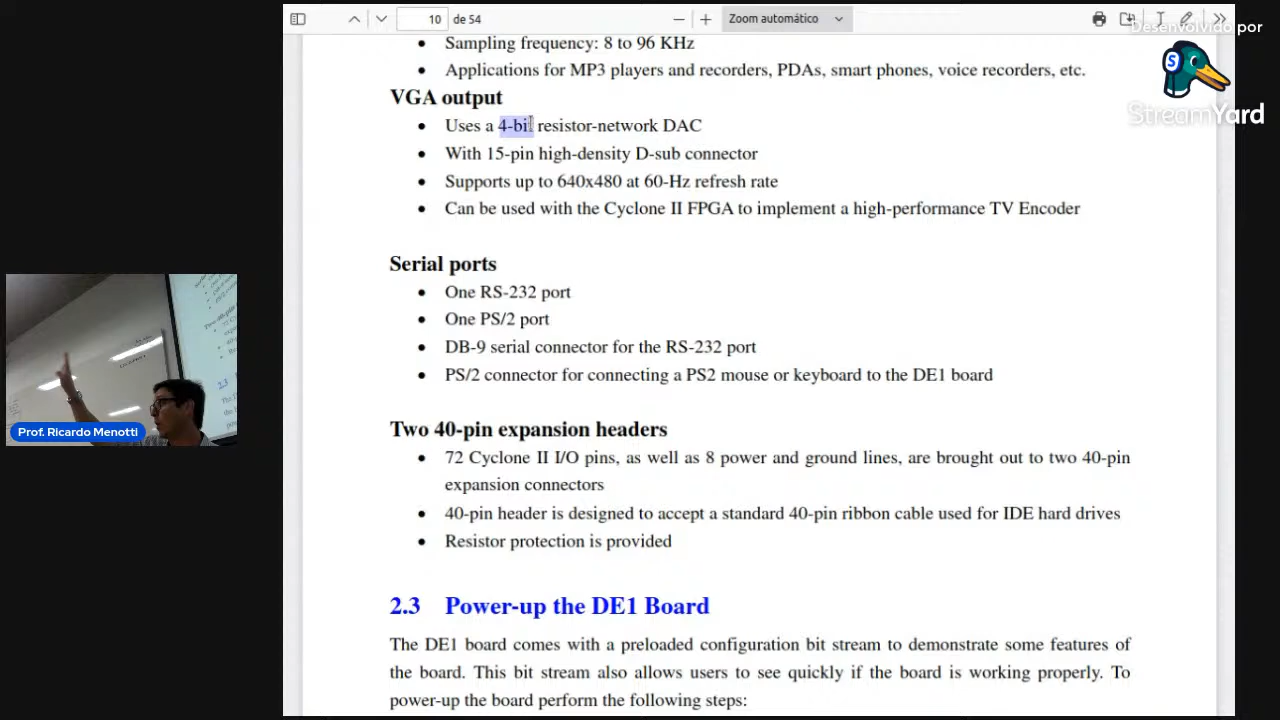 10 de 54 Zoom automático
Desenvolvido por
StreamYard
• Sampling frequency: 8 to 96 KHz
• Applications for MP3 players and recorders, PDAs, smart phones, voice recorders, etc.
VGA output
• Uses a 4-bit resistor-network DAC
• With 15-pin high-density D-sub connector
• Supports up to 640x480 at 60-Hz refresh rate
• Can be used with the Cyclone II FPGA to implement a high-performance TV Encoder
Serial ports
• One RS-232 port
• One PS/2 port
• DB-9 serial connector for the RS-232 port
• PS/2 connector for connecting a PS2 mouse or keyboard to the DE1 board
Prof. Ricardo Menotti
Two 40-pin expansion headers
• 72 Cyclone II I/O pins, as well as 8 power and ground lines, are brought out to two 40-pin
expansion connectors
• 40-pin header is designed to accept a standard 40-pin ribbon cable used for IDE hard drives
• Resistor protection is provided
2.3 Power-up the DE1 Board
The DE1 board comes with a preloaded configuration bit stream to demonstrate some features of
the board. This bit stream also allows users to see quickly if the board is working properly. To
power-up the board perform the following steps: